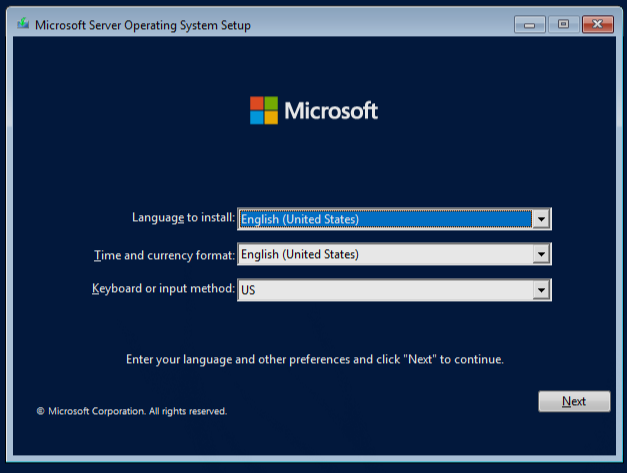 Microsoft Server Operating System Setup
Microsoft
Language to install: English (United States)
Time and currency format: English (United States)
Keyboard or input method: US
Enter your language and other preferences and click "Next" to continue.
Next
© Microsoft Corporation. All rights reserved.